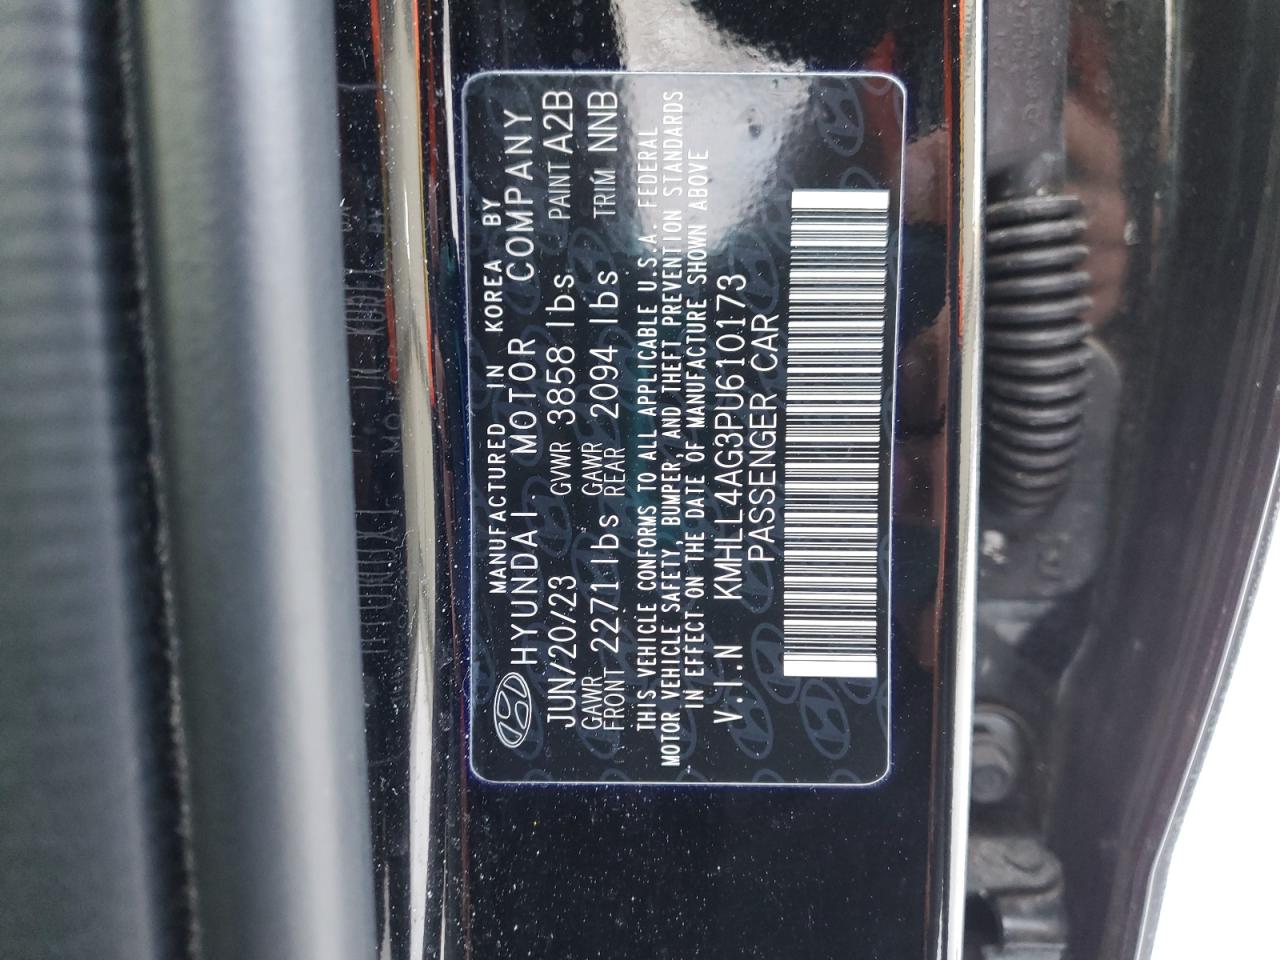 MANUFACTURED IN KOREA BY
HYUNDAI MOTOR COMPANY
JUN/20/23 GVWR 3858 lbs PAINT A2B
GAWR FRONT 2271 lbs GAWR REAR 2094 lbs TRIM NNB
THIS VEHICLE CONFORMS TO ALL APPLICABLE U.S.A. FEDERAL
MOTOR VEHICLE SAFETY, BUMPER, AND THEFT PREVENTION STANDARDS
IN EFFECT ON THE DATE OF MANUFACTURE SHOWN ABOVE
V.I.N KMHLL4AG3PU610173
PASSENGER CAR